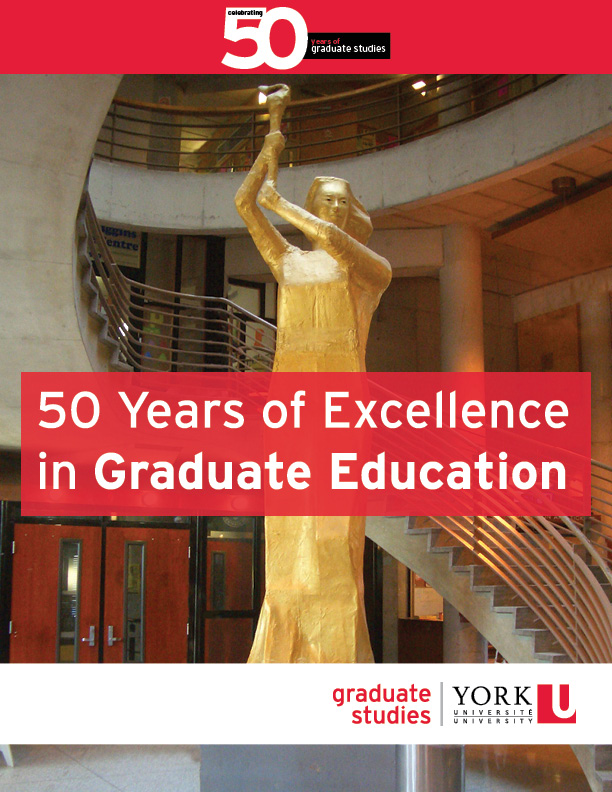 celebrating
50
years of
graduate studies
50 Years of Excellence
in Graduate Education
graduate
studies
YORK U
UNIVERSITÉ
UNIVERSITY